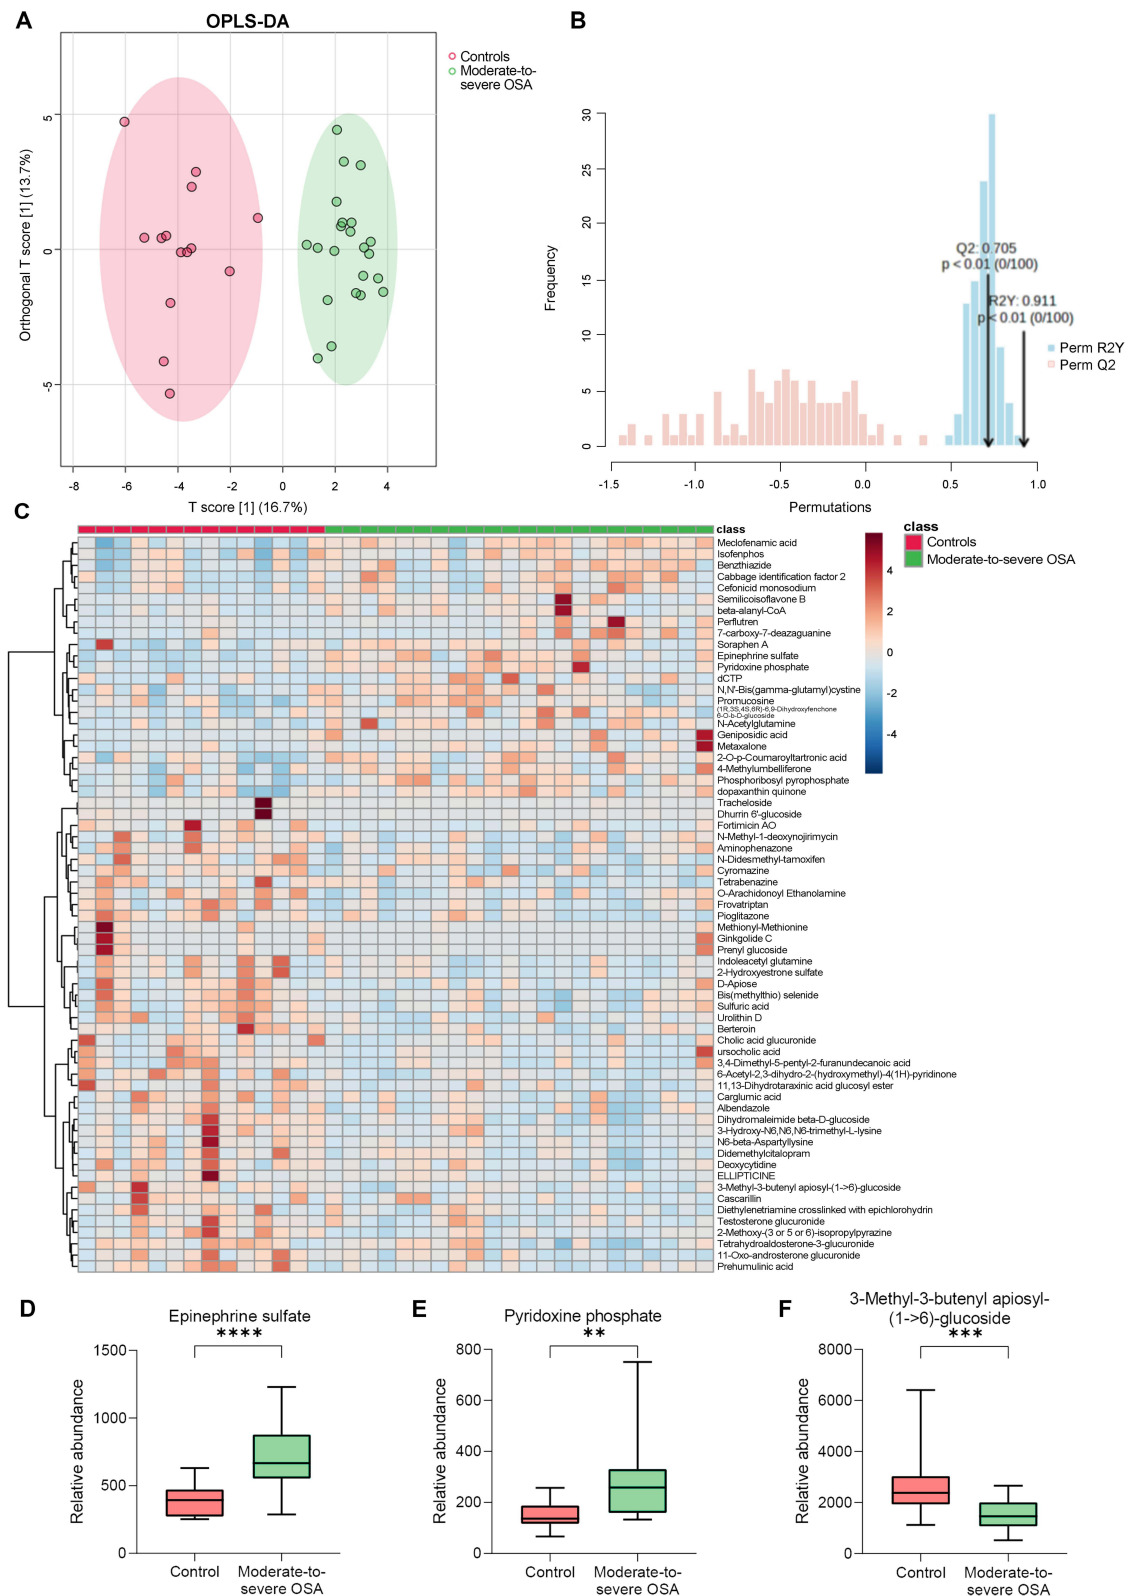 A
OPLS-DA
Controls
Moderate-to-
severe OSA
5
0
-5
Orthogonal T score [1] (13.7%)
-8 -6 -4 -2 0 2 4
T score [1] (16.7%)
B
30
25
20
15
10
5
0
Frequency
Q2: 0.705
p < 0.01 (0/100)
R2Y: 0.911
p < 0.01 (0/100)
Perm R2Y
Perm Q2
-1.5 -1.0 -0.5 0.0 0.5 1.0
Permutations
C
class
class
Controls
Moderate-to-severe OSA
4
2
0
-2
-4
Meclofenamic acid
Isofenphos
Benzthiazide
Cabbage identification factor 2
Cefonicid monosodium
Semilicoisoflavone B
beta-alanyl-CoA
Perflutren
7-carboxy-7-deazaguanine
Soraphen A
Epinephrine sulfate
Pyridoxine phosphate
dCTP
N,N'-Bis(gamma-glutamyl)cystine
Promucosine
(1R,3S,4S,6R)-6,9-Dihydroxyfenchone
6-O-b-D-glucoside
N-Acetylglutamine
Geniposidic acid
Metaxalone
2-O-p-Coumaroyltartronic acid
4-Methylumbelliferone
Phosphoribosyl pyrophosphate
dopaxanthin quinone
Tracheloside
Dhurrin 6'-glucoside
Fortimicin AO
N-Methyl-1-deoxynojirimycin
Aminophenazone
N-Didesmethyl-tamoxifen
Cyromazine
Tetrabenazine
O-Arachidonoyl Ethanolamine
Frovatriptan
Pioglitazone
Methionyl-Methionine
Ginkgolide C
Prenyl glucoside
Indoleacetyl glutamine
2-Hydroxyestrone sulfate
D-Apiose
Bis(methylthio) selenide
Sulfuric acid
Urolithin D
Berteroin
Cholic acid glucuronide
ursocholic acid
3,4-Dimethyl-5-pentyl-2-furanundecanoic acid
6-Acetyl-2,3-dihydro-2-(hydroxymethyl)-4(1H)-pyridinone
11,13-Dihydrotaraxinic acid glucosyl ester
Carglumic acid
Albendazole
Dihydromaleimide beta-D-glucoside
3-Hydroxy-N6,N6,N6-trimethyl-L-lysine
N6-beta-Aspartyllysine
Didemethylcitalopram
Deoxycytidine
ELLIPTICINE
3-Methyl-3-butenyl apiosyl-(1->6)-glucoside
Cascarillin
Diethylenetriamine crosslinked with epichlorohydrin
Testosterone glucuronide
2-Methoxy-(3 or 5 or 6)-isopropylpyrazine
Tetrahydroaldosterone-3-glucuronide
11-Oxo-androsterone glucuronide
Prehumulinic acid
D
Epinephrine sulfate
****
1500
1000
500
0
Relative abundance
Control
Moderate-to-
severe OSA
E
Pyridoxine phosphate
**
800
600
400
200
0
Relative abundance
Control
Moderate-to-
severe OSA
F
3-Methyl-3-butenyl apiosyl-
(1->6)-glucoside
***
8000
6000
4000
2000
0
Relative abundance
Control
Moderate-to-
severe OSA